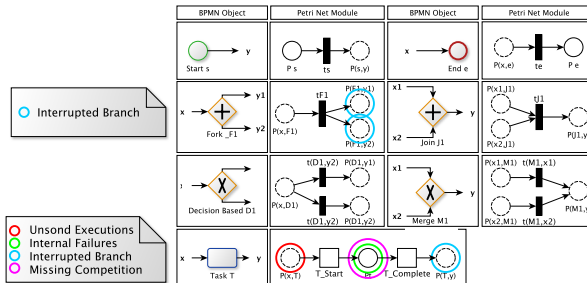 BPMN Object
Petri Net Module
BPMN Object
Petri Net Module
y
Start s
P s
ts
P(s,y)
x
End e
P(x,e)
te
P e
Interrupted Branch
x
y1
y2
Fork _F1
P(x,F1)
tF1
P(F1,y1)
P(F1,y2)
x1
x2
y
Join J1
P(x1,J1)
P(x2,J1)
tJ1
P(J1,y
Decision Based D1
P(x,D1)
t(D1,y2)
P(D1,y1)
t(D1,y2)
P(D1,y2)
x1
x2
y
Merge M1
P(x1,M1)
t(M1,x1)
P(x2,M1)
t(M1,x2)
P(M1,
Unsond Executions
Internal Failures
Interrupted Branch
Missing Competition
x
y
Task T
P(x,T)
T_Start
T_Complete
P(T,y)